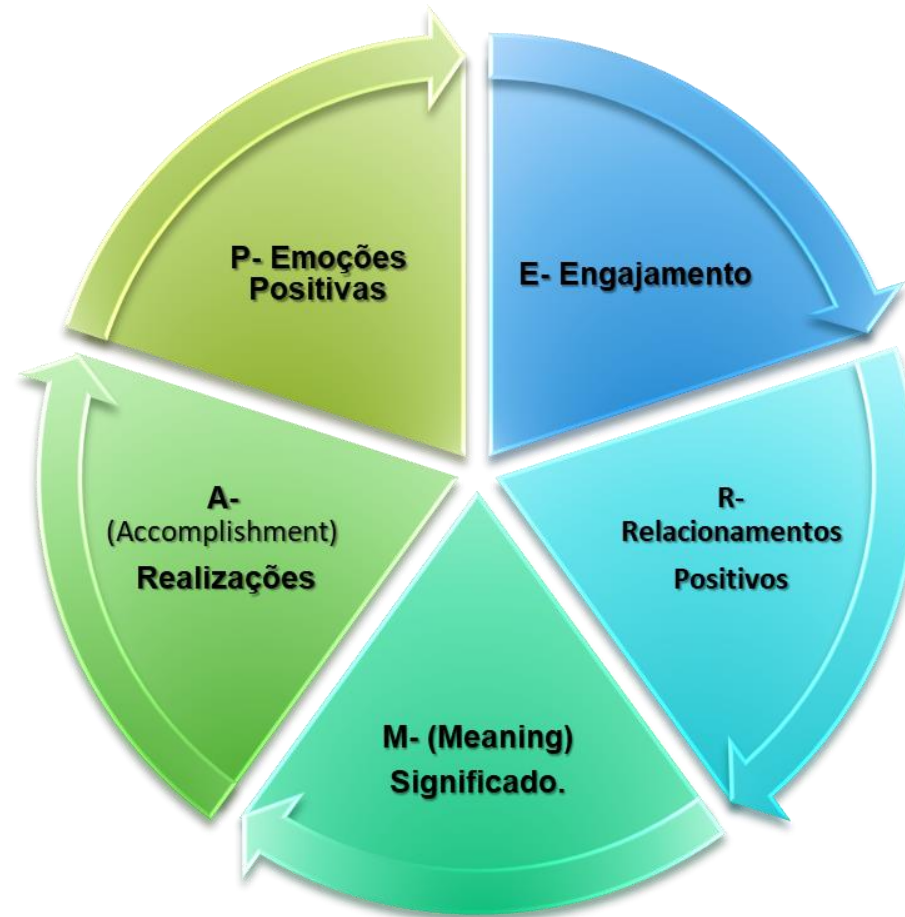 P- Emoções
Positivas
E- Engajamento
R-
Relacionamentos
Positivos
M- (Meaning)
Significado.
A-
(Accomplishment)
Realizações